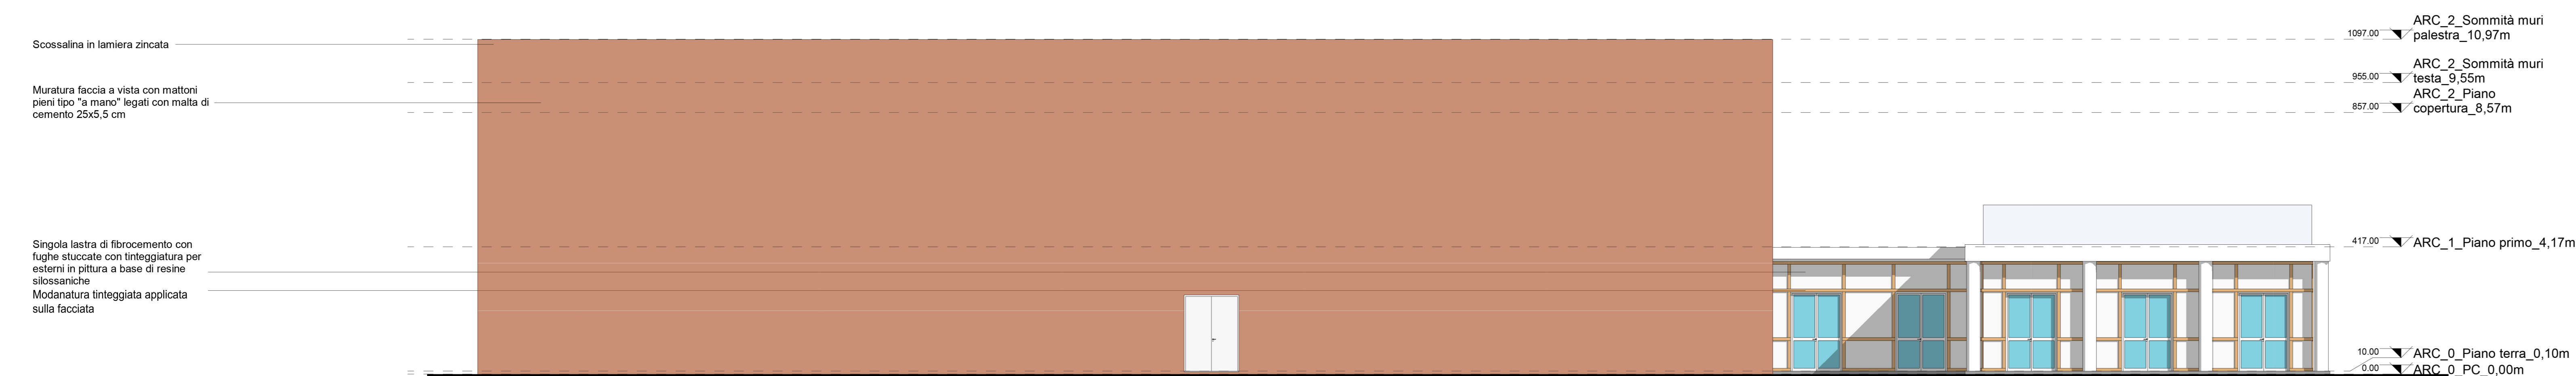 Scossalina in lamiera zincata
Muratura faccia a vista con mattoni
pieni tipo "a mano" legati con malta di
cemento 25x5,5 cm
Singola lastra di fibrocemento con
fughe stuccate con tinteggiatura per
esterni in pittura a base di resine
silossaniche
Modanatura tinteggiata applicata
sulla facciata
1097.00
ARC_2_Sommità muri
palestra_10,97m
955.00
ARC_2_Sommità muri
testa_9,55m
857.00
ARC_2_Piano
copertura_8,57m
417.00
ARC_1_Piano primo_4,17m
10.00
ARC_0_Piano terra_0,10m
0.00
ARC_0_PC_0,00m